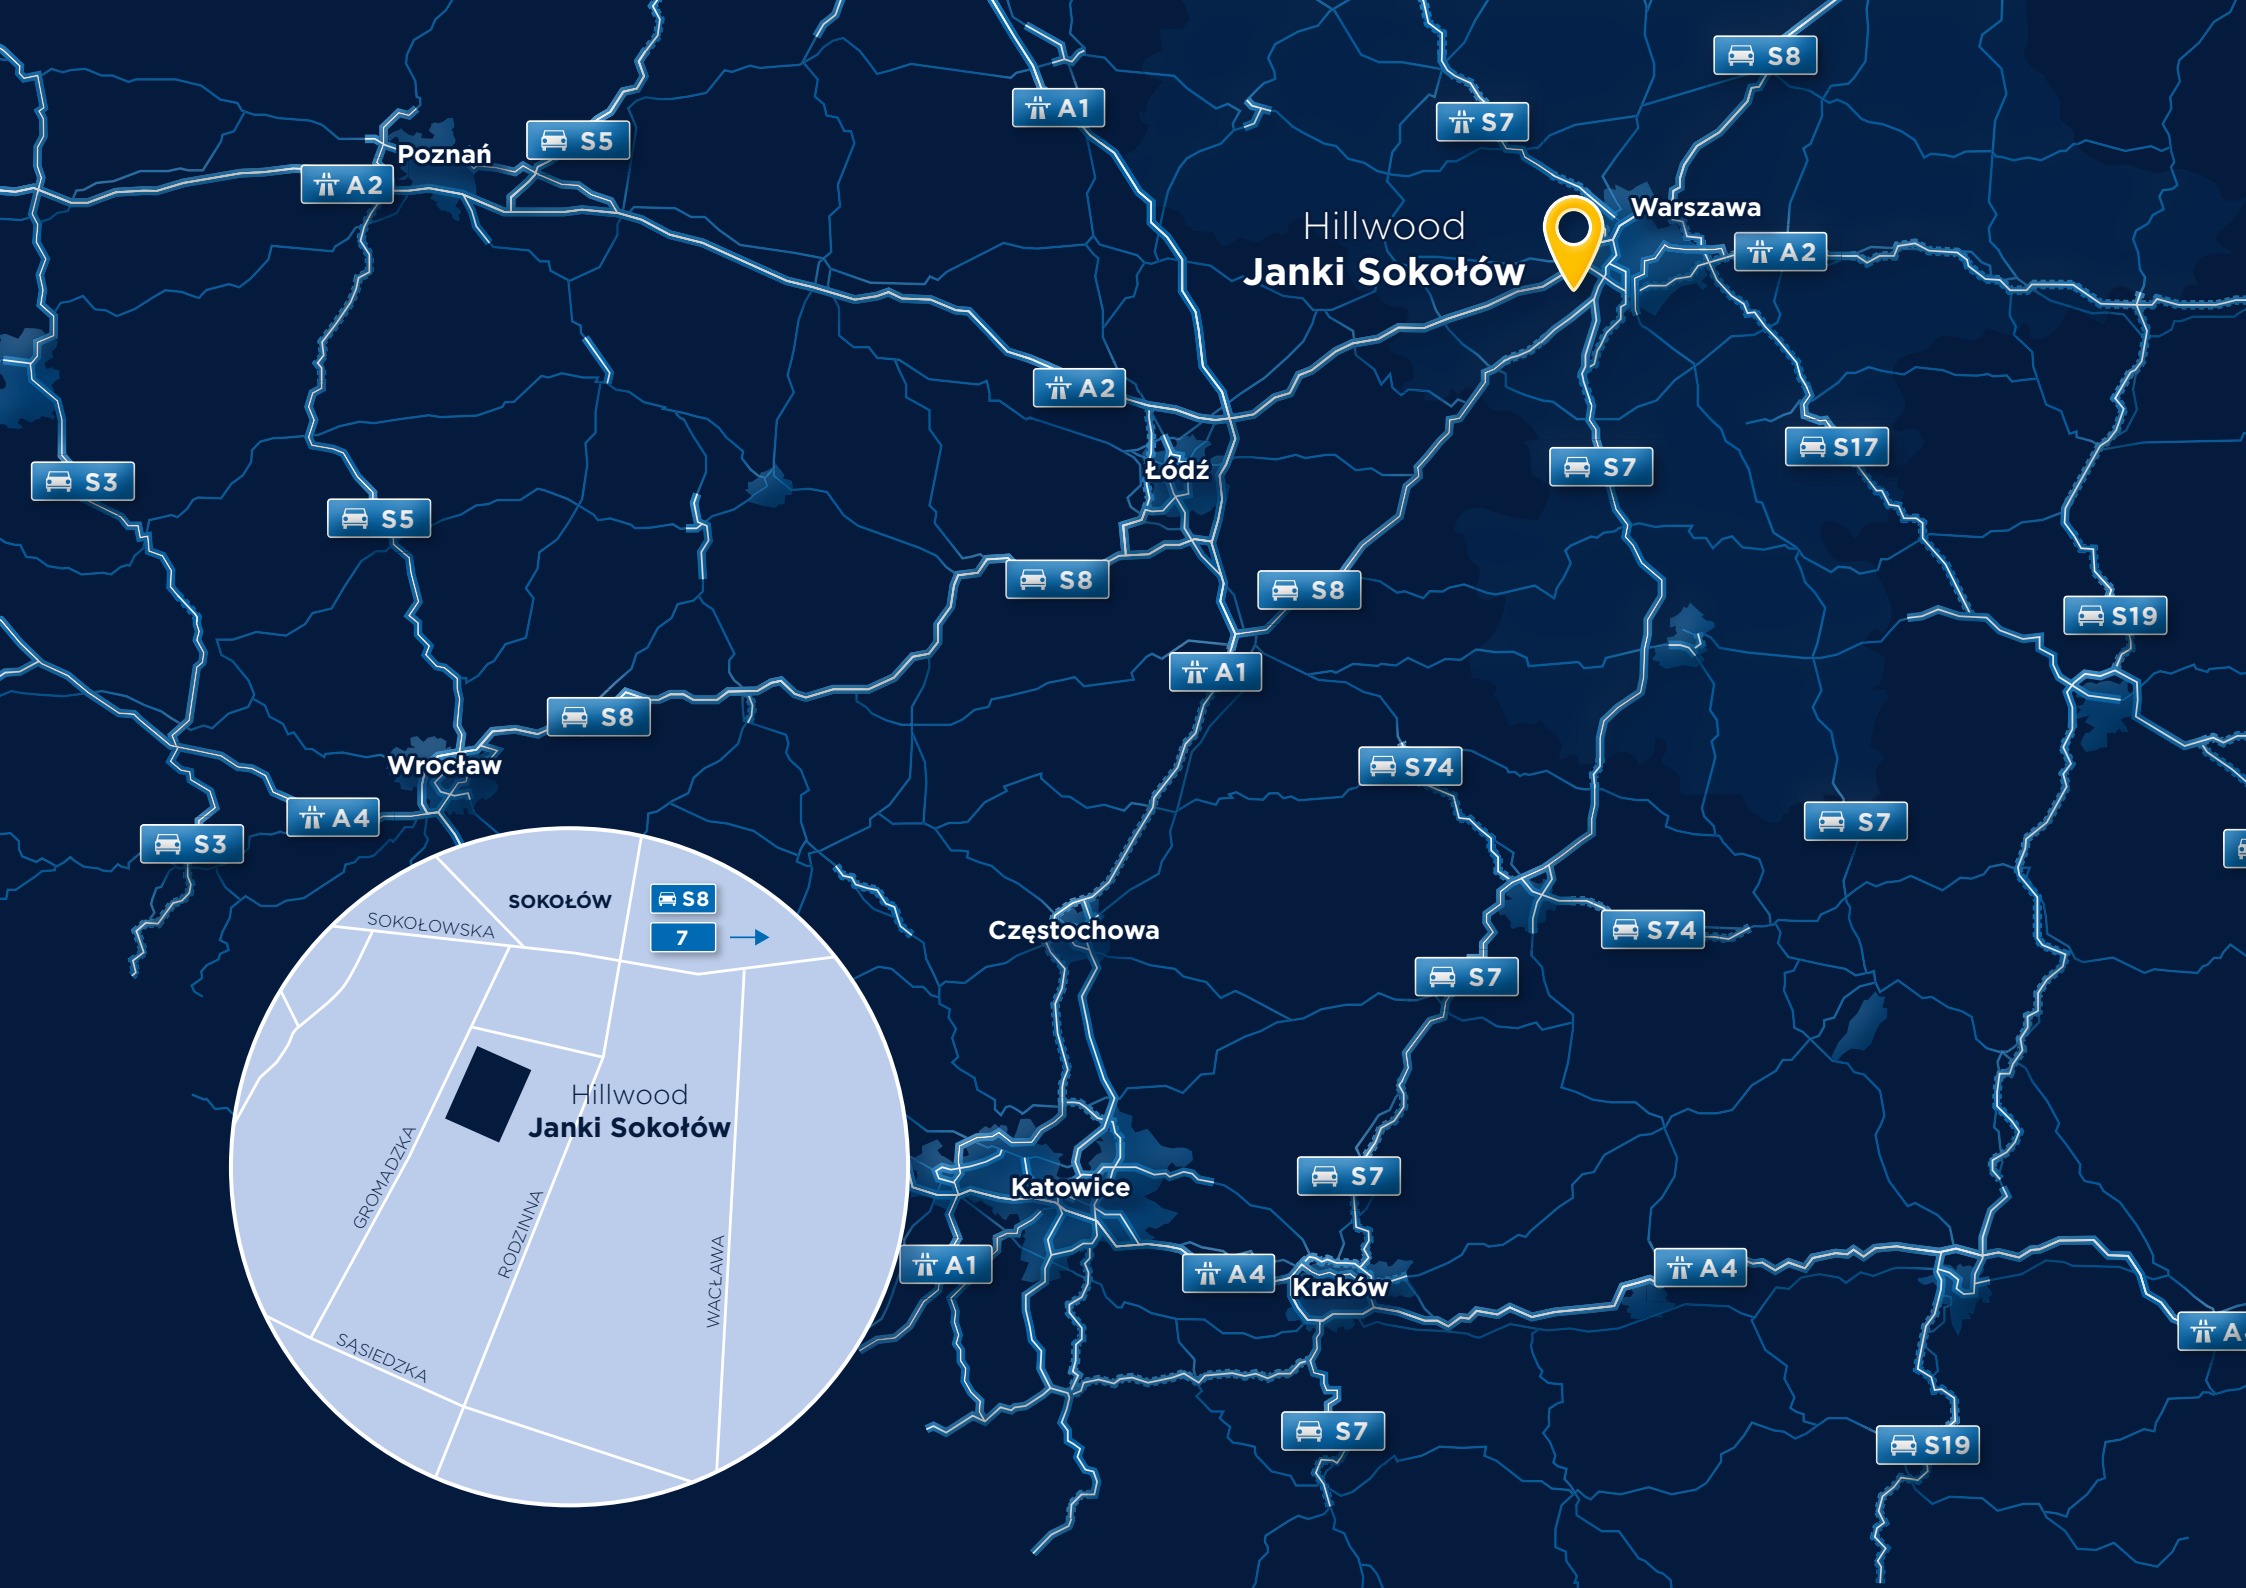 S8
A1
S7
S5
Poznań
A2
Warszawa
Hillwood
Janki Sokołów
A2
A2
S17
Łódź
S7
S3
S5
S8
S8
S19
A1
S8
Wrocław
S74
A4
S7
S3
SOKOŁÓW
S8
7
SOKOŁOWSKA
Częstochowa
S74
S7
Hillwood
Janki Sokołów
GROMADZKA
RODZINNA
WACŁAWA
SĄSIEDZKA
Katowice
S7
A1
A4
Kraków
A4
A
S7
S19